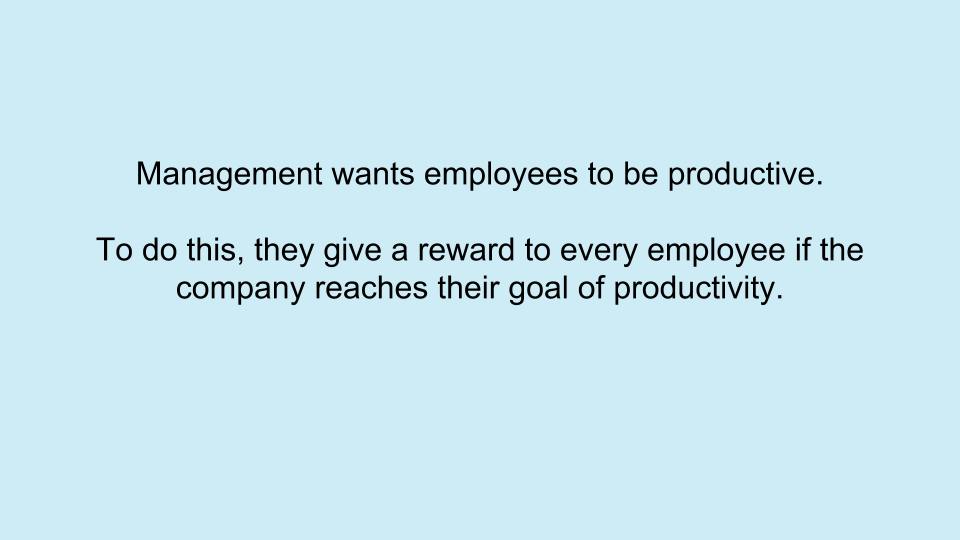 Management wants employees to be productive.
To do this, they give a reward to every employee if the
company reaches their goal of productivity.